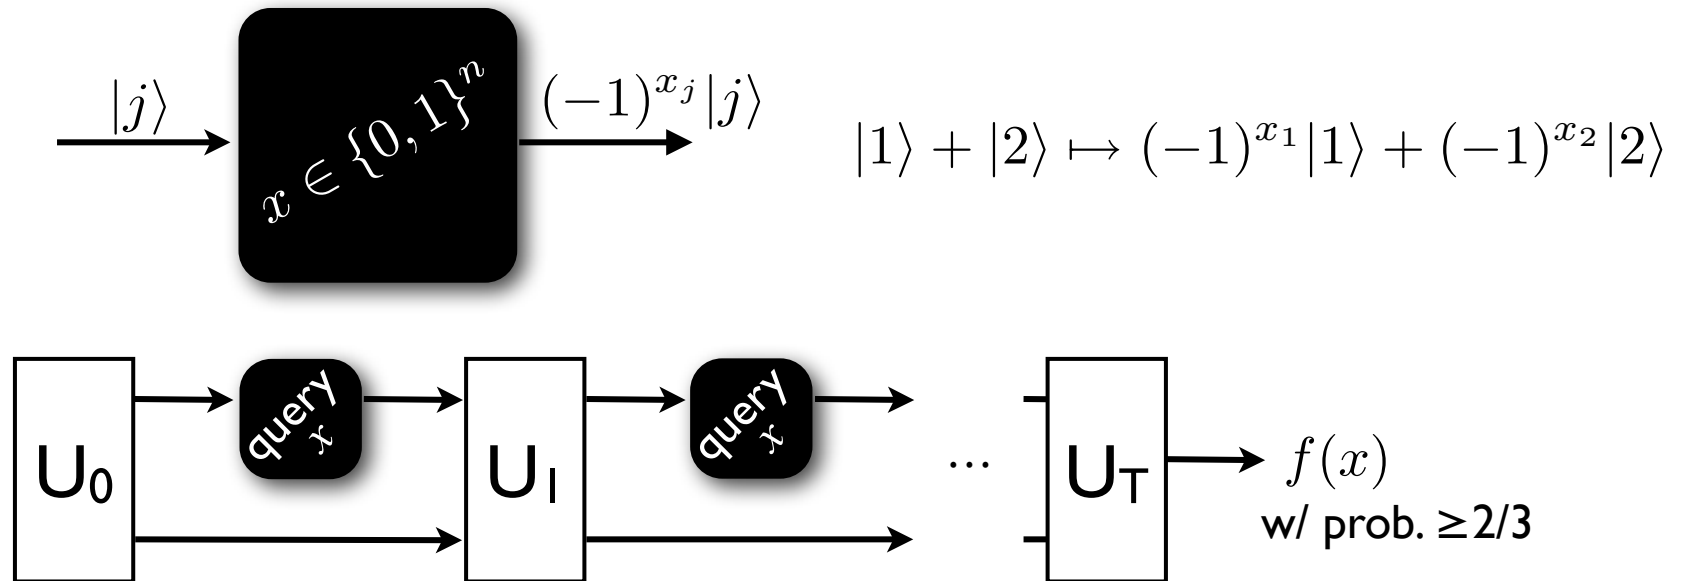 |j⟩
x ∈ {0, 1}ⁿ
(−1)^{x_j}|j⟩
|1⟩ + |2⟩ ↦ (−1)^{x_1}|1⟩ + (−1)^{x_2}|2⟩
U₀
query
x
U₁
query
x
...
U_T
f(x)
w/ prob. ≥2/3